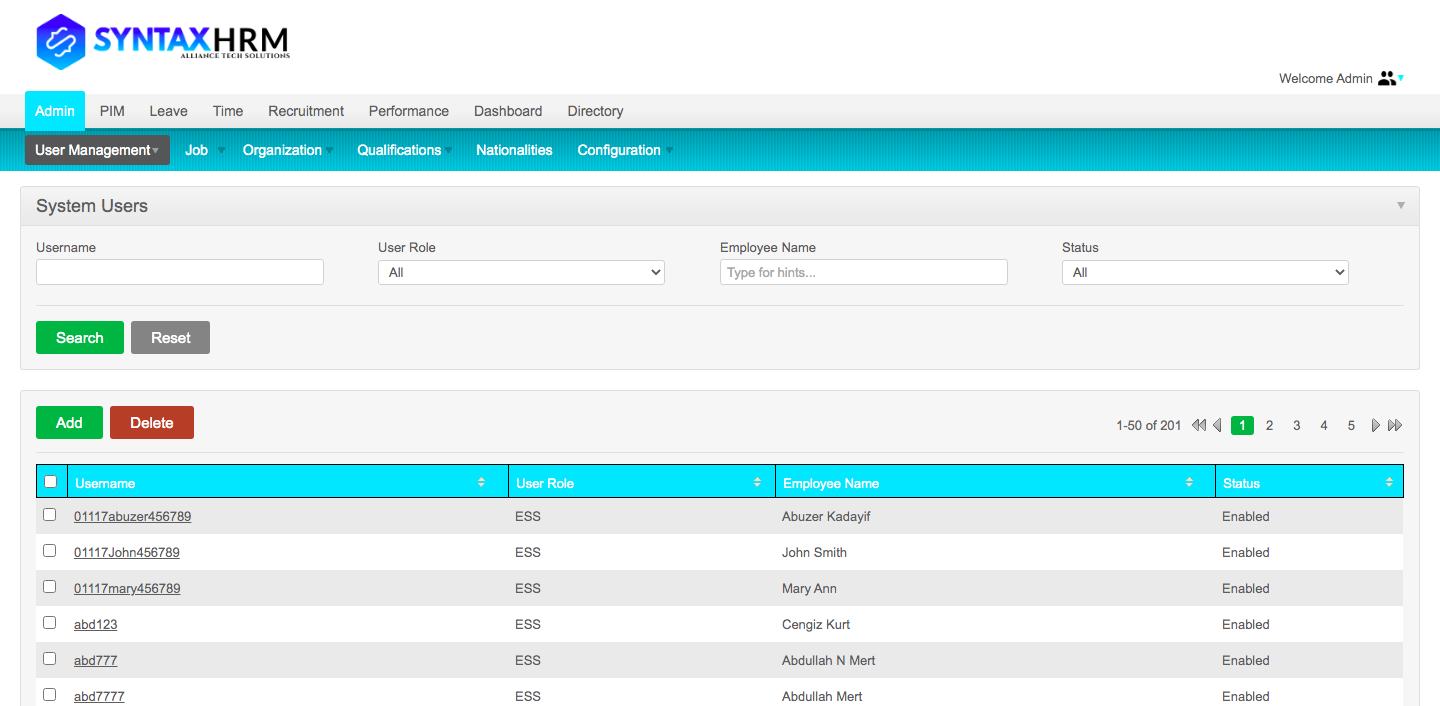 SYNTAXHRM
ALLIANCE TECH SOLUTIONS
Welcome Admin
Admin PIM Leave Time Recruitment Performance Dashboard Directory
User Management Job Organization Qualifications Nationalities Configuration
System Users
Username User Role Employee Name Status
All Type for hints... All
Search Reset
Add Delete 1-50 of 201 1 2 3 4 5
Username User Role Employee Name Status
01117abuzer456789 ESS Abuzer Kadayif Enabled
01117John456789 ESS John Smith Enabled
01117mary456789 ESS Mary Ann Enabled
abd123 ESS Cengiz Kurt Enabled
abd777 ESS Abdullah N Mert Enabled
abd7777 ESS Abdullah Mert Enabled